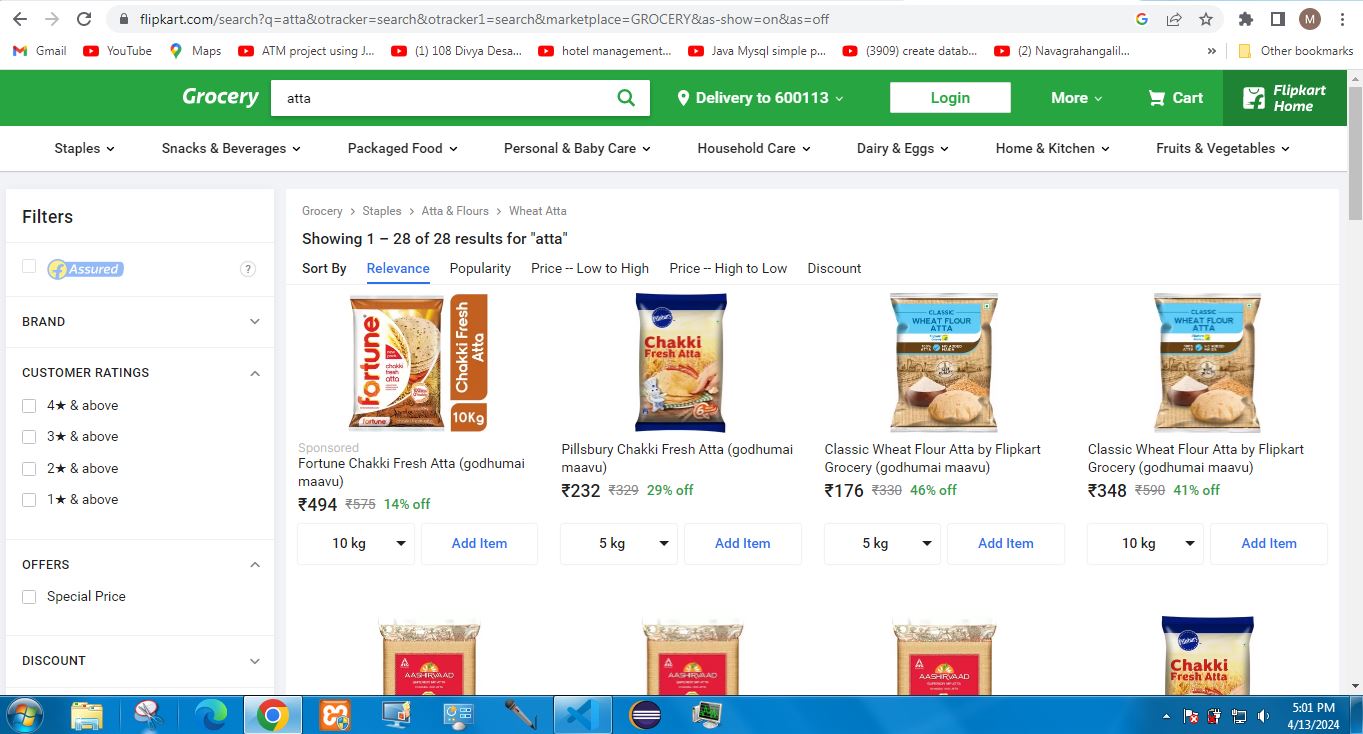 flipkart.com/search?q=atta&otracker=search&otracker1=search&marketplace=GROCERY&as-show=on&as=off
M
Gmail YouTube Maps ATM project using J... (1) 108 Divya Desa... hotel management... Java Mysql simple p... (3909) create datab... (2) Navagrahangalil... » Other bookmarks
Grocery atta Delivery to 600113 Login More Cart Flipkart
Home
Staples Snacks & Beverages Packaged Food Personal & Baby Care Household Care Dairy & Eggs Home & Kitchen Fruits & Vegetables
Filters
Assured ?
BRAND
CUSTOMER RATINGS
4★ & above
3★ & above
2★ & above
1★ & above
OFFERS
Special Price
DISCOUNT
Grocery > Staples > Atta & Flours > Wheat Atta
Showing 1 – 28 of 28 results for "atta"
Sort By Relevance Popularity Price -- Low to High Price -- High to Low Discount
fortune
chakki
fresh
atta
fortune
Chakki Fresh
Atta
10Kg
Pillsbury
Chakki
Fresh Atta
CLASSIC
WHEAT FLOUR
ATTA
CLASSIC
WHEAT FLOUR
ATTA
Sponsored
Fortune Chakki Fresh Atta (godhumai
maavu)
₹494 ₹575 14% off
10 kg Add Item
Pillsbury Chakki Fresh Atta (godhumai
maavu)
₹232 ₹329 29% off
5 kg Add Item
Classic Wheat Flour Atta by Flipkart
Grocery (godhumai maavu)
₹176 ₹330 46% off
5 kg Add Item
Classic Wheat Flour Atta by Flipkart
Grocery (godhumai maavu)
₹348 ₹590 41% off
10 kg Add Item
AASHIRVAAD
AASHIRVAAD
AASHIRVAAD
Pillsbury
Chakki
Fresh Atta
5:01 PM
4/13/2024